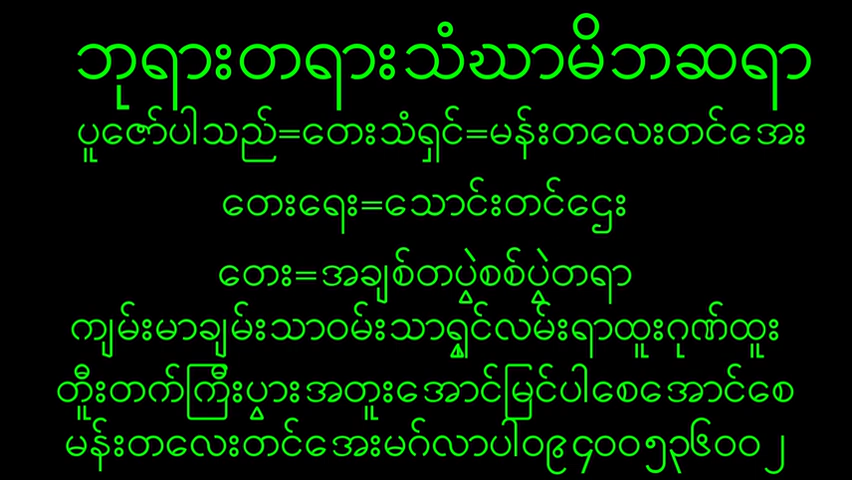 ဘုရားတရားသံဃာမိဘဆရာ
ပူဇော်ပါသည်=တေးသံရှင်=မန်းတလေးတင်အေး
တေးရေး=သောင်းတင်ဌေး
တေး=အချစ်တပွဲစစ်ပွဲတရာ
ကျမ်းမာချမ်းသာဝမ်းသာရွှင်လမ်းရာထူးဂုဏ်ထူး
တိူးတက်ကြီးပွားအတူးအောင်မြင်ပါစေအောင်စေ
မန်းတလေးတင်အေးမဂ်လာပါ၀၉၄၀၀၅၃၆၀၀၂